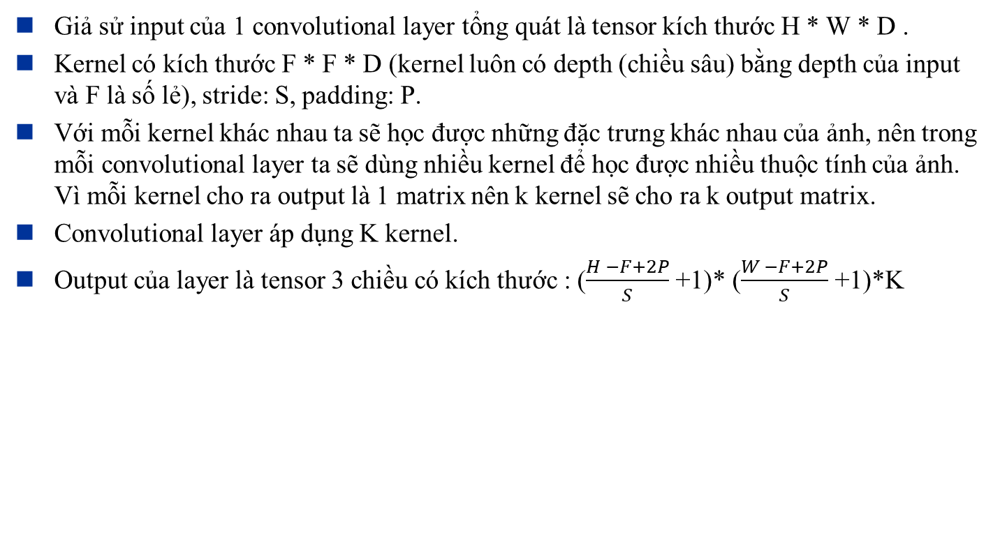 Giả sử input của 1 convolutional layer tổng quát là tensor kích thước H * W * D .
Kernel có kích thước F * F * D (kernel luôn có depth (chiều sâu) bằng depth của input
và F là số lẻ), stride: S, padding: P.
Với mỗi kernel khác nhau ta sẽ học được những đặc trưng khác nhau của ảnh, nên trong
mỗi convolutional layer ta sẽ dùng nhiều kernel để học được nhiều thuộc tính của ảnh.
Vì mỗi kernel cho ra output là 1 matrix nên k kernel sẽ cho ra k output matrix.
Convolutional layer áp dụng K kernel.
Output của layer là tensor 3 chiều có kích thước : (\frac{H −F+2P}{S} +1)* (\frac{W −F+2P}{S} +1)*K